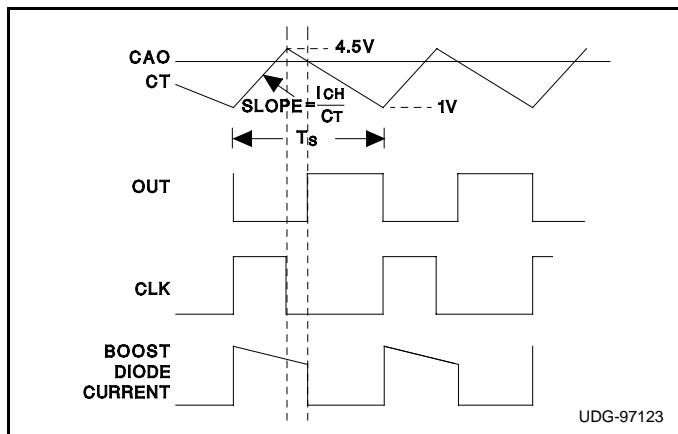 4.5V
CAO
CT
SLOPE = ICH / CT
1V
TS
OUT
CLK
BOOST
DIODE
CURRENT
UDG-97123